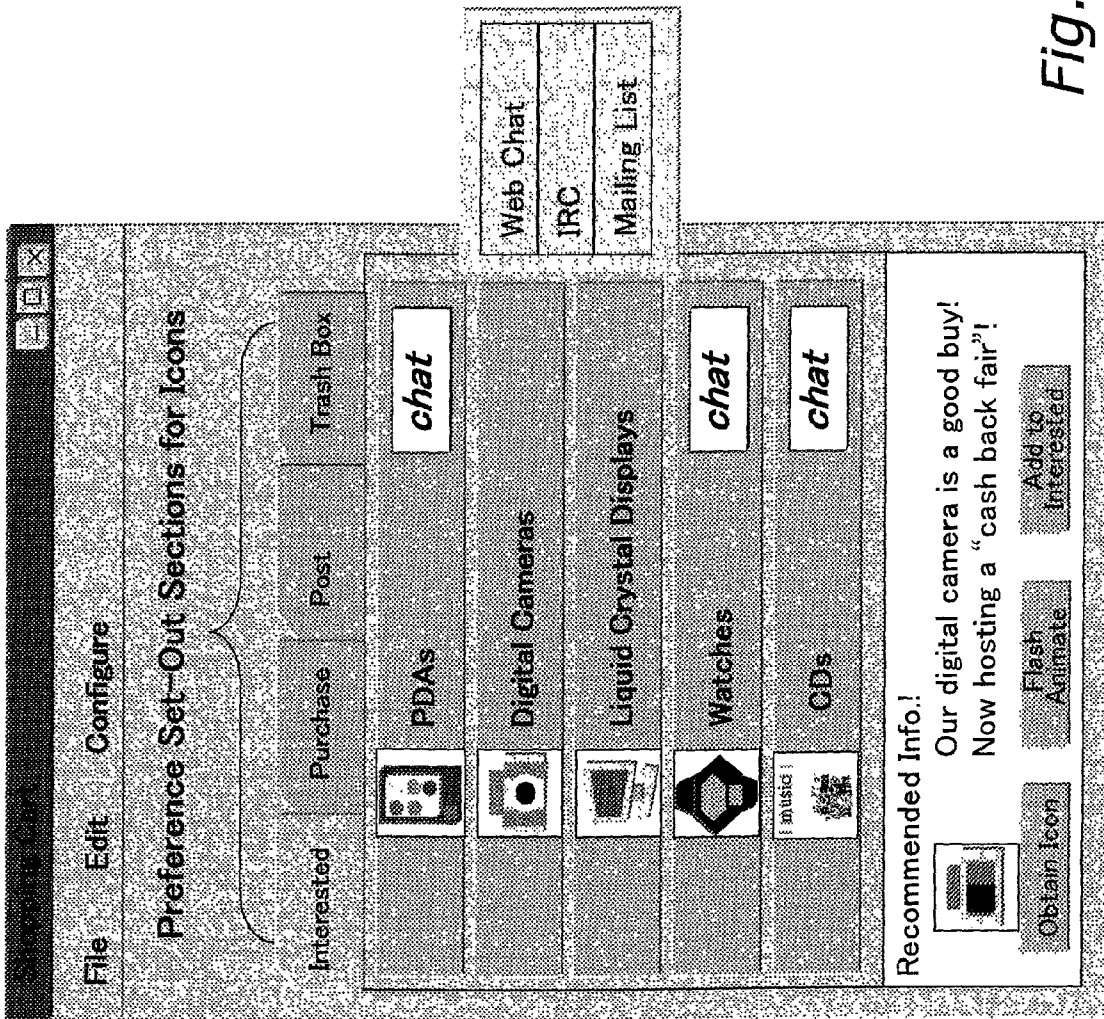 Shopping Cart
File Edit Configure
Preference Set-Out Sections for Icons
Interested Purchase Post Trash Box
PDAs chat
Digital Cameras
Liquid Crystal Displays
Watches chat
music
CDs chat
Web Chat
IRC
Mailing List
Recommended Info.!
Our digital camera is a good buy!
Now hosting a “cash back fair”!
Obtain Icon
Flash
Animate
Add to
Interested
Fig.